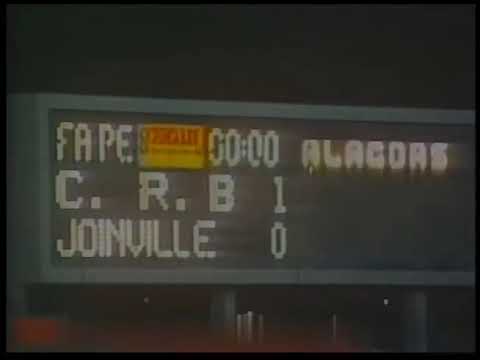 FAPE 00:00 ALAGOAS
C. R. B 1
JOINVILLE 0